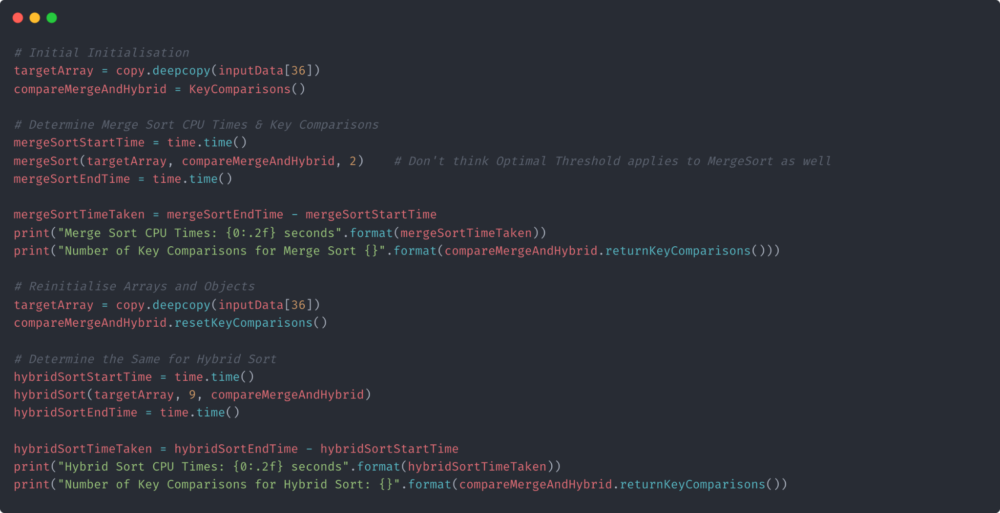 # Initial Initialisation
targetArray = copy.deepcopy(inputData[36])
compareMergeAndHybrid = KeyComparisons()
# Determine Merge Sort CPU Times & Key Comparisons
mergeSortStartTime = time.time()
mergeSort(targetArray, compareMergeAndHybrid, 2)    # Don't think Optimal Threshold applies to MergeSort as well
mergeSortEndTime = time.time()
mergeSortTimeTaken = mergeSortEndTime - mergeSortStartTime
print("Merge Sort CPU Times: {0:.2f} seconds".format(mergeSortTimeTaken))
print("Number of Key Comparisons for Merge Sort {}".format(compareMergeAndHybrid.returnKeyComparisons()))
# Reinitialise Arrays and Objects
targetArray = copy.deepcopy(inputData[36])
compareMergeAndHybrid.resetKeyComparisons()
# Determine the Same for Hybrid Sort
hybridSortStartTime = time.time()
hybridSort(targetArray, 9, compareMergeAndHybrid)
hybridSortEndTime = time.time()
hybridSortTimeTaken = hybridSortEndTime - hybridSortStartTime
print("Hybrid Sort CPU Times: {0:.2f} seconds".format(hybridSortTimeTaken))
print("Number of Key Comparisons for Hybrid Sort: {}".format(compareMergeAndHybrid.returnKeyComparisons())